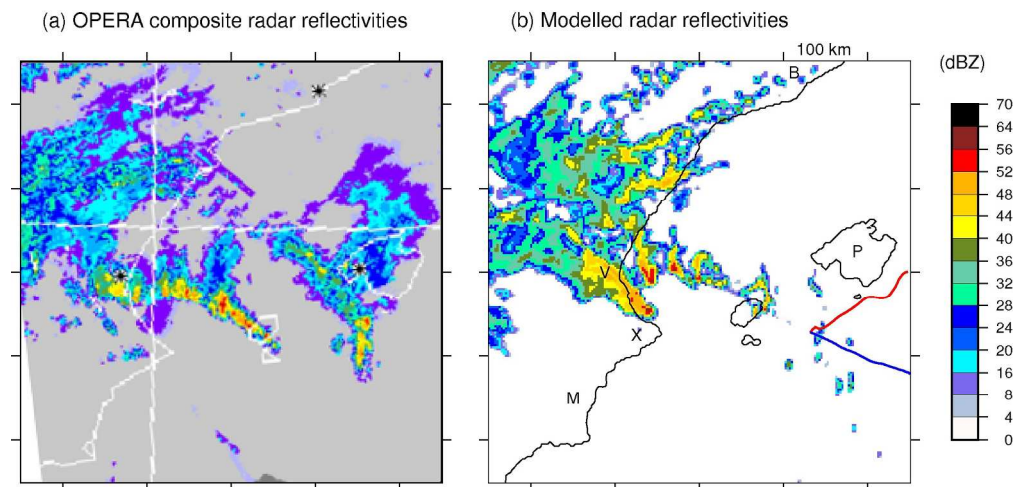 (a) OPERA composite radar reflectivities
(b) Modelled radar reflectivities
100 km
(dBZ)
B
P
V
X
M
70
64
56
52
48
44
40
36
32
28
24
20
16
12
8
4
0